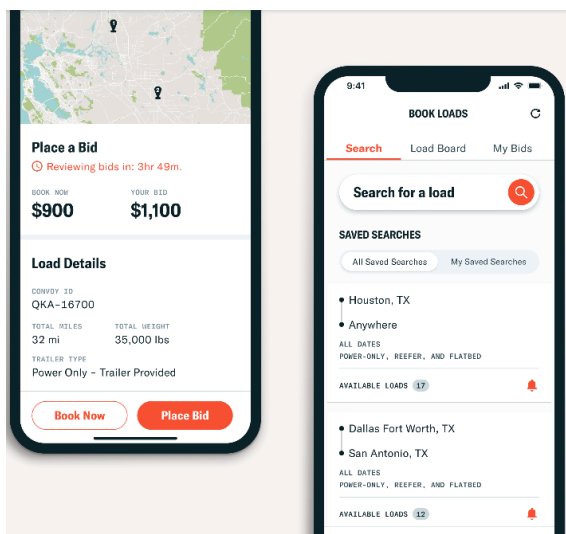 Place a Bid
Reviewing bids in: 3hr 49m.
BOOK NOW YOUR BID
$900 $1,100
Load Details
CONVOY ID
QKA-16700
TOTAL MILES TOTAL WEIGHT
32 mi 35,000 lbs
TRAILER TYPE
Power Only – Trailer Provided
Book Now Place Bid
9:41
BOOK LOADS
Search Load Board My Bids
Search for a load
SAVED SEARCHES
All Saved Searches My Saved Searches
Houston, TX
Anywhere
ALL DATES
POWER-ONLY, REEFER, AND FLATBED
AVAILABLE LOADS 17
Dallas Fort Worth, TX
San Antonio, TX
ALL DATES
POWER-ONLY, REEFER, AND FLATBED
AVAILABLE LOADS 12